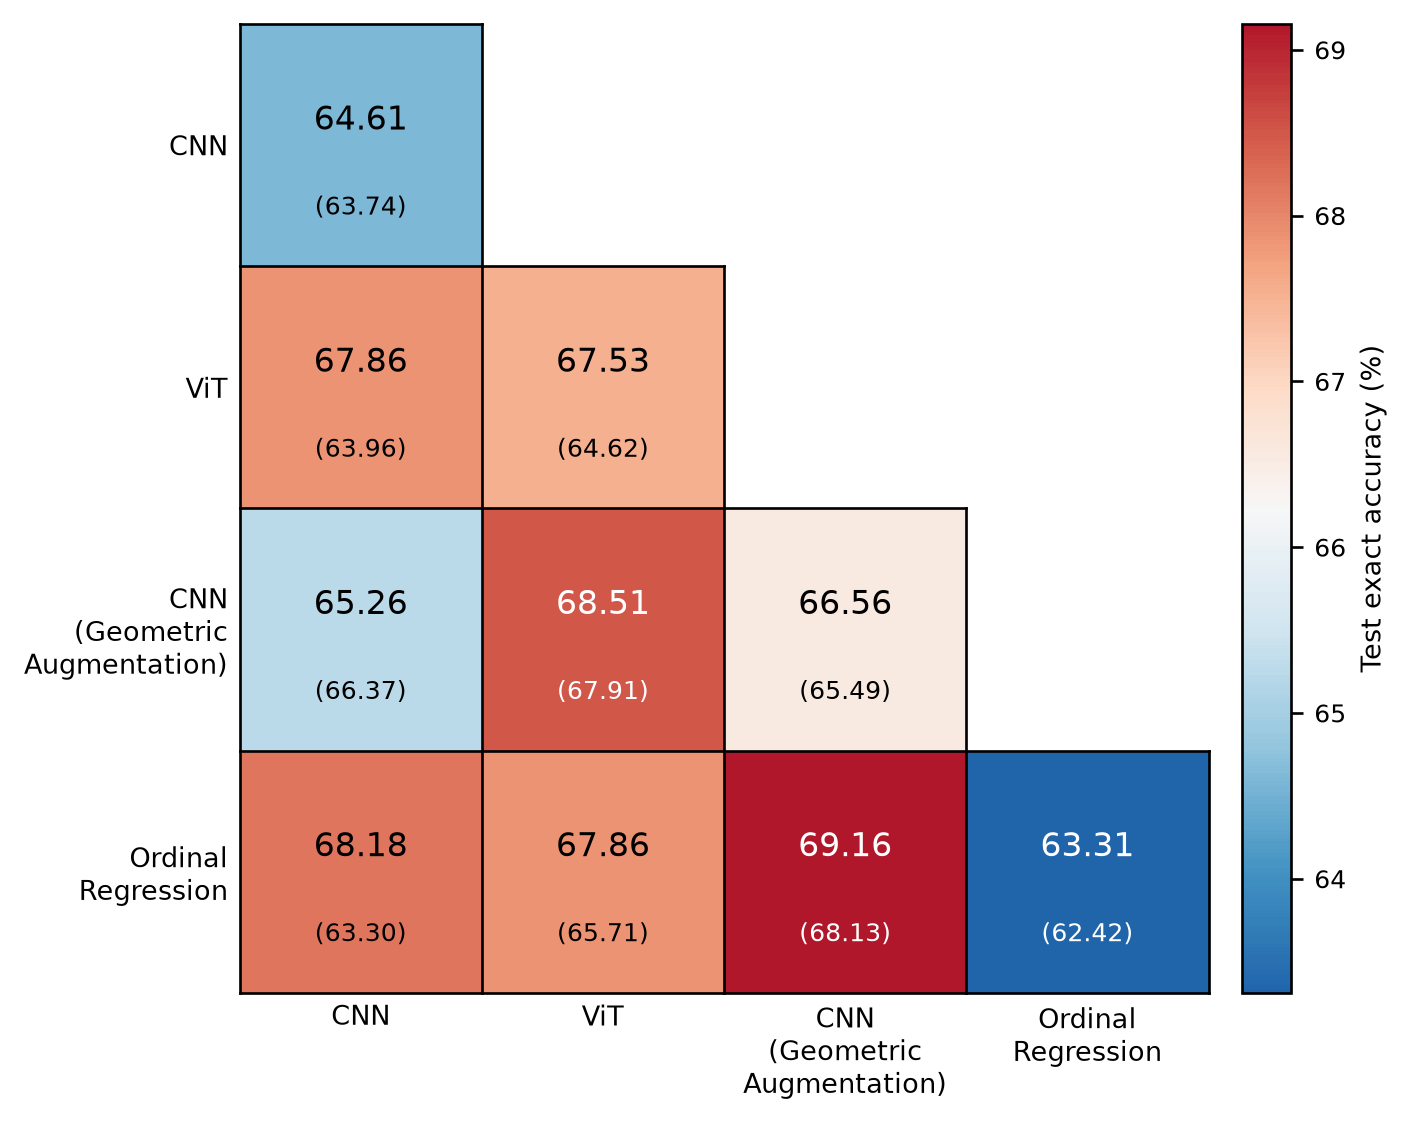 CNN
64.61
(63.74)
ViT
67.86
(63.96)
67.53
(64.62)
CNN
(Geometric
Augmentation)
65.26
(66.37)
68.51
(67.91)
66.56
(65.49)
Ordinal
Regression
68.18
(63.30)
67.86
(65.71)
69.16
(68.13)
63.31
(62.42)
CNN
ViT
CNN
(Geometric
Augmentation)
Ordinal
Regression
69
68
67
66
65
64
Test exact accuracy (%)